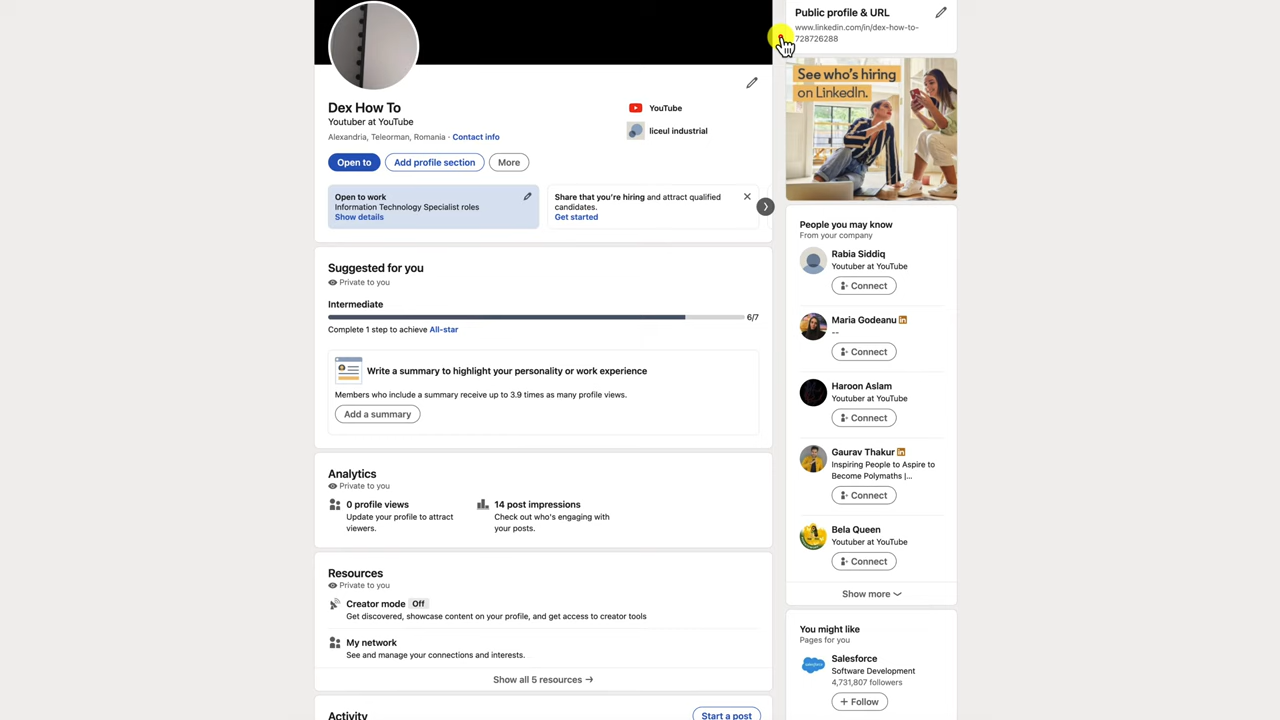 Public profile & URL
www.linkedin.com/in/dex-how-to-
728726288
See who's hiring
on LinkedIn.
Dex How To
Youtuber at YouTube
Alexandria, Teleorman, Romania · Contact info
YouTube
liceul industrial
Open to
Add profile section
More
Open to work
Information Technology Specialist roles
Show details
Share that you're hiring and attract qualified
candidates.
Get started
Suggested for you
Private to you
Intermediate
6/7
Complete 1 step to achieve All-star
Write a summary to highlight your personality or work experience
Members who include a summary receive up to 3.9 times as many profile views.
Add a summary
Analytics
Private to you
0 profile views
Update your profile to attract
viewers.
14 post impressions
Check out who's engaging with
your posts.
Resources
Private to you
Creator mode Off
Get discovered, showcase content on your profile, and get access to creator tools
My network
See and manage your connections and interests.
Show all 5 resources →
Activity
Start a post
People you may know
From your company
Rabia Siddiq
Youtuber at YouTube
Connect
Maria Godeanu in
--
Connect
Haroon Aslam
Youtuber at YouTube
Connect
Gaurav Thakur in
Inspiring People to Aspire to
Become Polymaths |...
Connect
Bela Queen
Youtuber at YouTube
Connect
Show more
You might like
Pages for you
salesforce
Salesforce
Software Development
4,731,807 followers
+ Follow